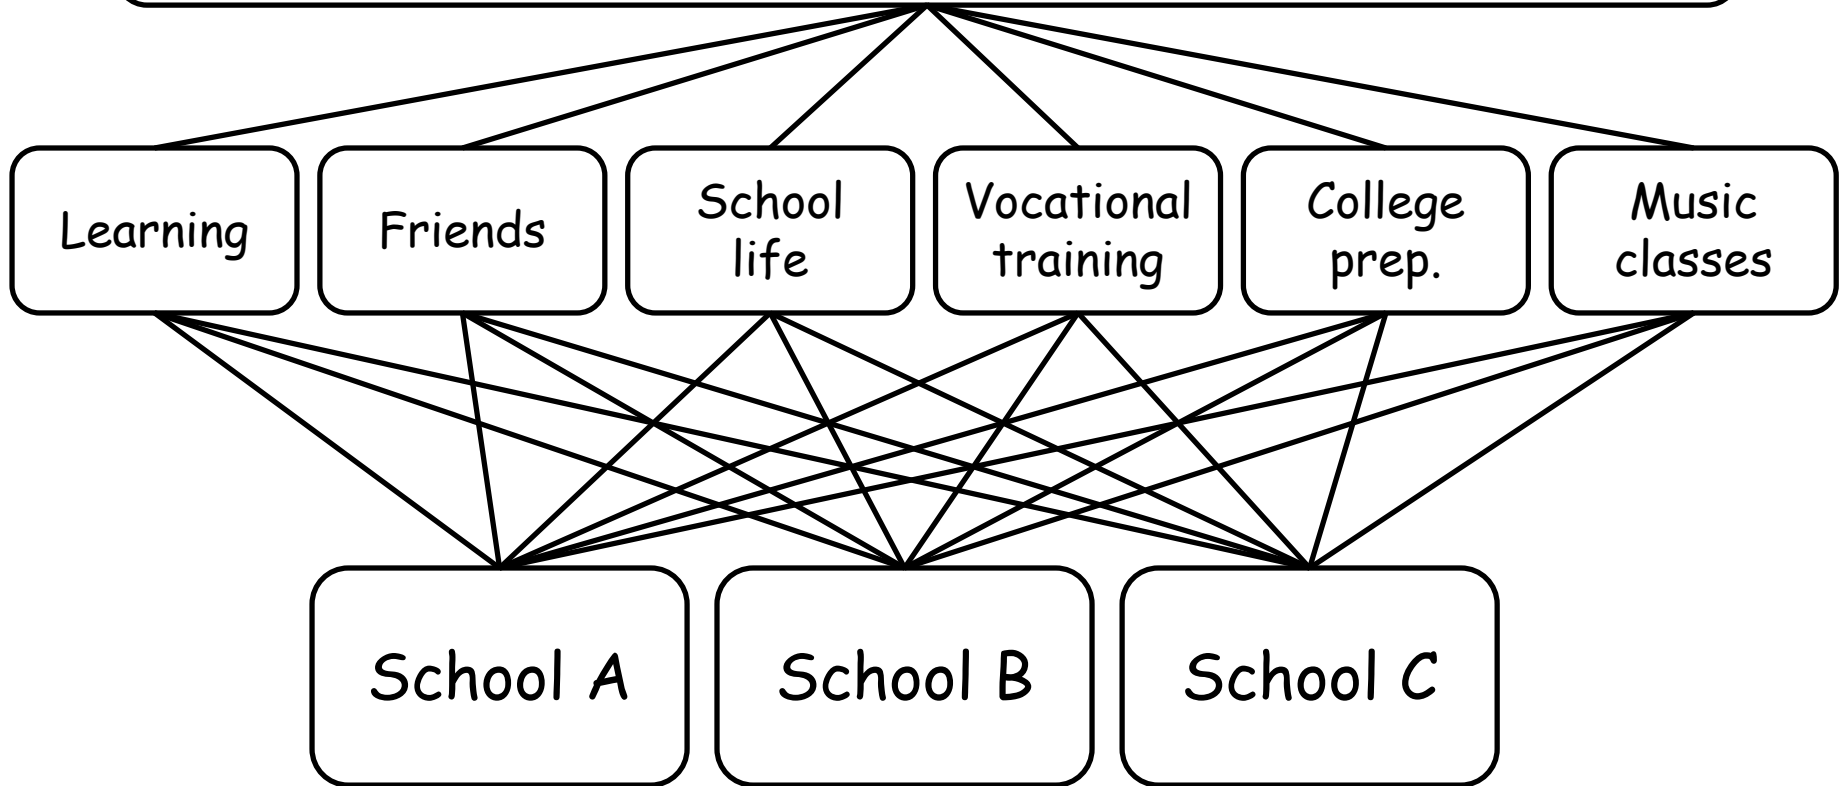 Learning
Friends
School
life
Vocational
training
College
prep.
Music
classes
School A
School B
School C